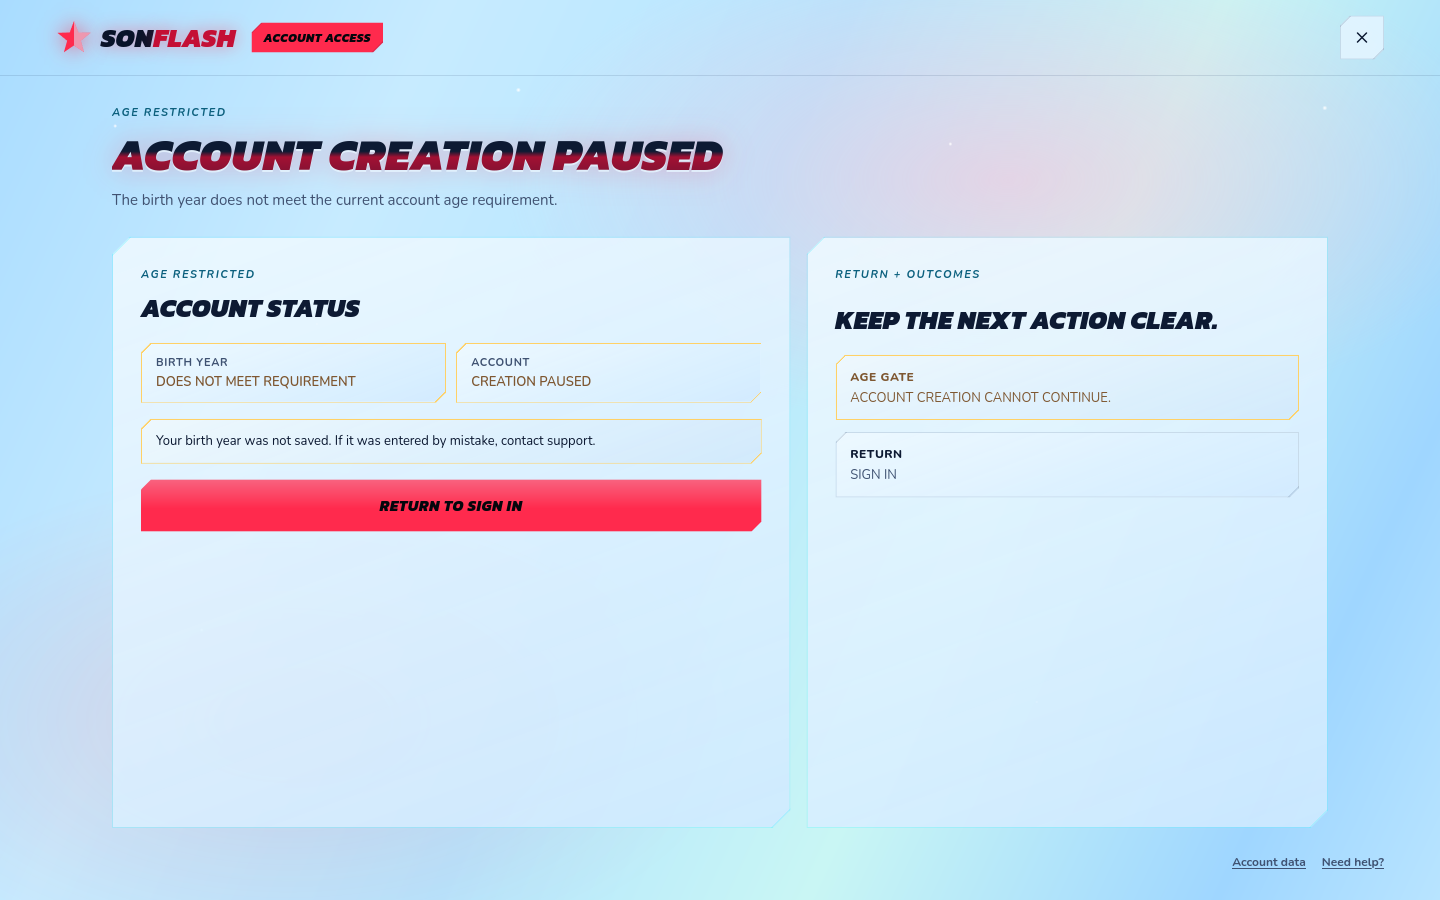 SONFLASH
ACCOUNT ACCESS
AGE RESTRICTED
ACCOUNT CREATION PAUSED
The birth year does not meet the current account age requirement.
AGE RESTRICTED
ACCOUNT STATUS
BIRTH YEAR
DOES NOT MEET REQUIREMENT
ACCOUNT
CREATION PAUSED
Your birth year was not saved. If it was entered by mistake, contact support.
RETURN TO SIGN IN
RETURN + OUTCOMES
KEEP THE NEXT ACTION CLEAR.
AGE GATE
ACCOUNT CREATION CANNOT CONTINUE.
RETURN
SIGN IN
Account data
Need help?